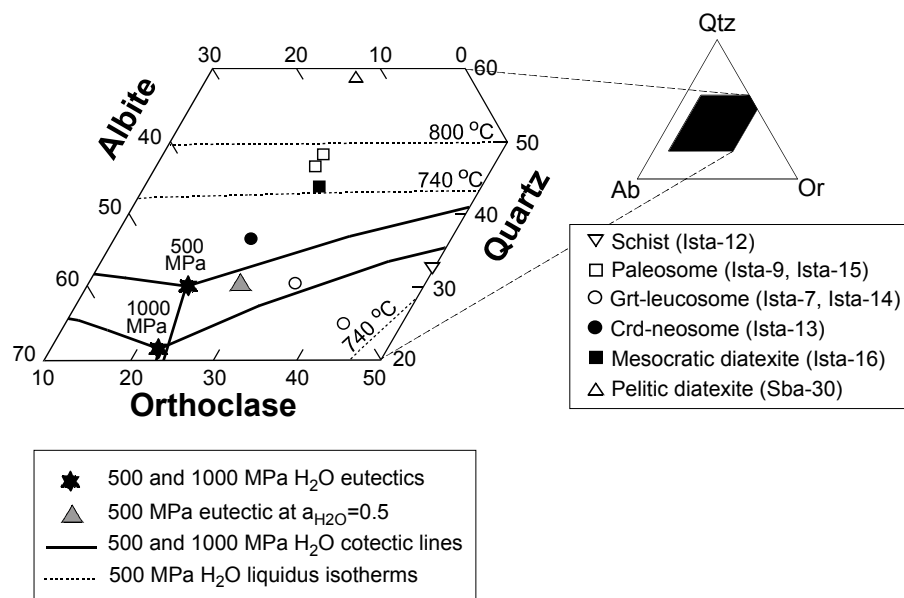 Qtz
Ab
Or
30
20
10
0
60
Albite
40
800 °C
50
740 °C
50
40
Quartz
500
MPa
60
30
1000
MPa
740 °C
70
20
10
20
30
40
50
Orthoclase
Schist (Ista-12)
Paleosome (Ista-9, Ista-15)
Grt-leucosome (Ista-7, Ista-14)
Crd-neosome (Ista-13)
Mesocratic diatexite (Ista-16)
Pelitic diatexite (Sba-30)
500 and 1000 MPa H₂O eutectics
500 MPa eutectic at a_H2O=0.5
500 and 1000 MPa H₂O cotectic lines
500 MPa H₂O liquidus isotherms